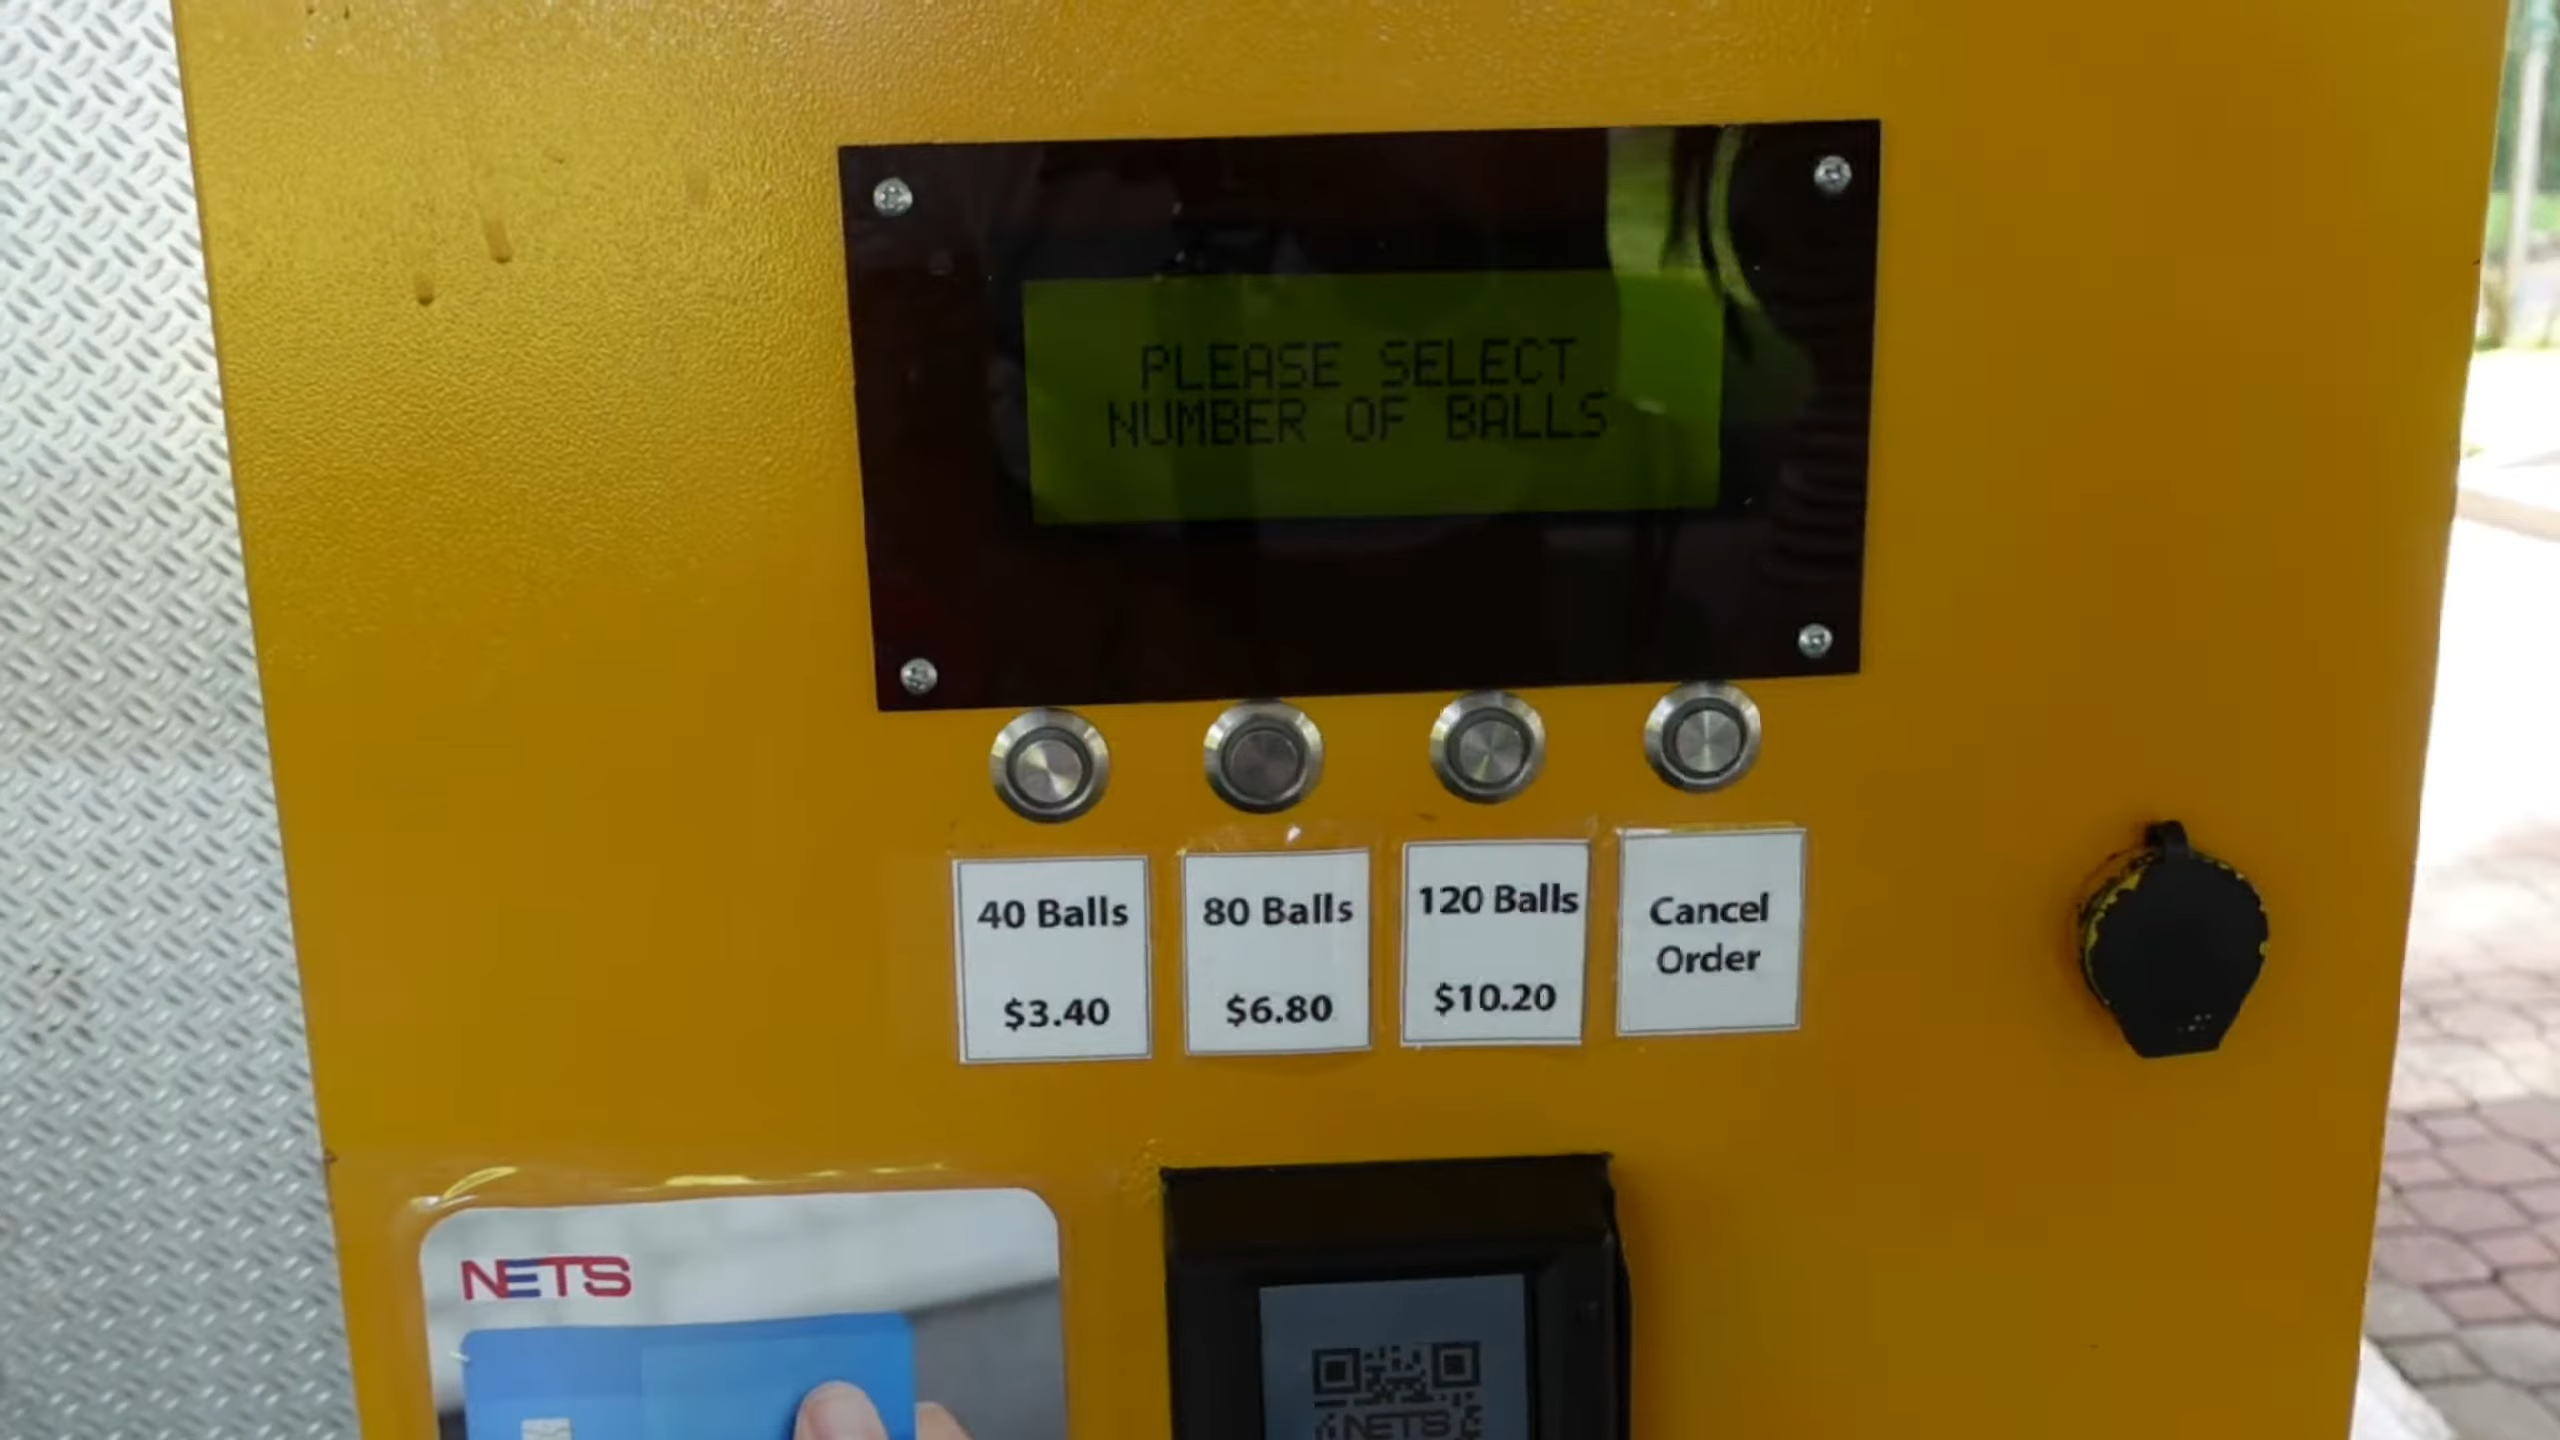 PLEASE SELECT
NUMBER OF BALLS
40 Balls
$3.40
80 Balls
$6.80
120 Balls
$10.20
Cancel
Order
NETS
NETS